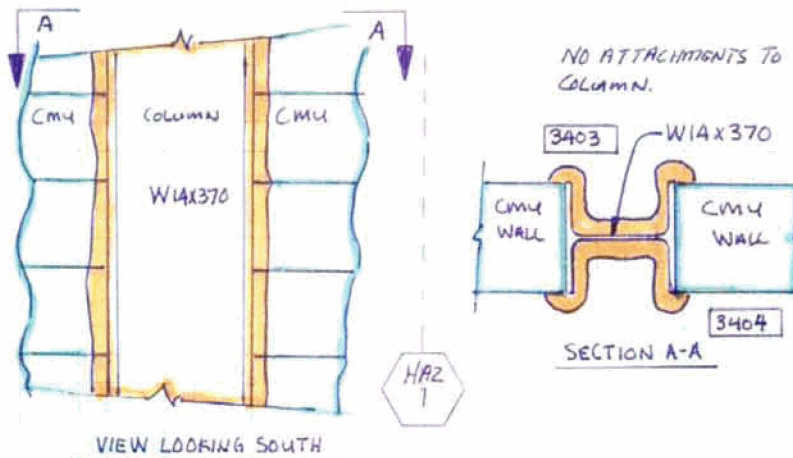 A
A
CMU
COLUMN
CMU
W14X370
VIEW LOOKING SOUTH
NO ATTACHMENTS TO
COLUMN.
3403
W14X370
CMU
WALL
CMU
WALL
3404
SECTION A-A
HAZ
1